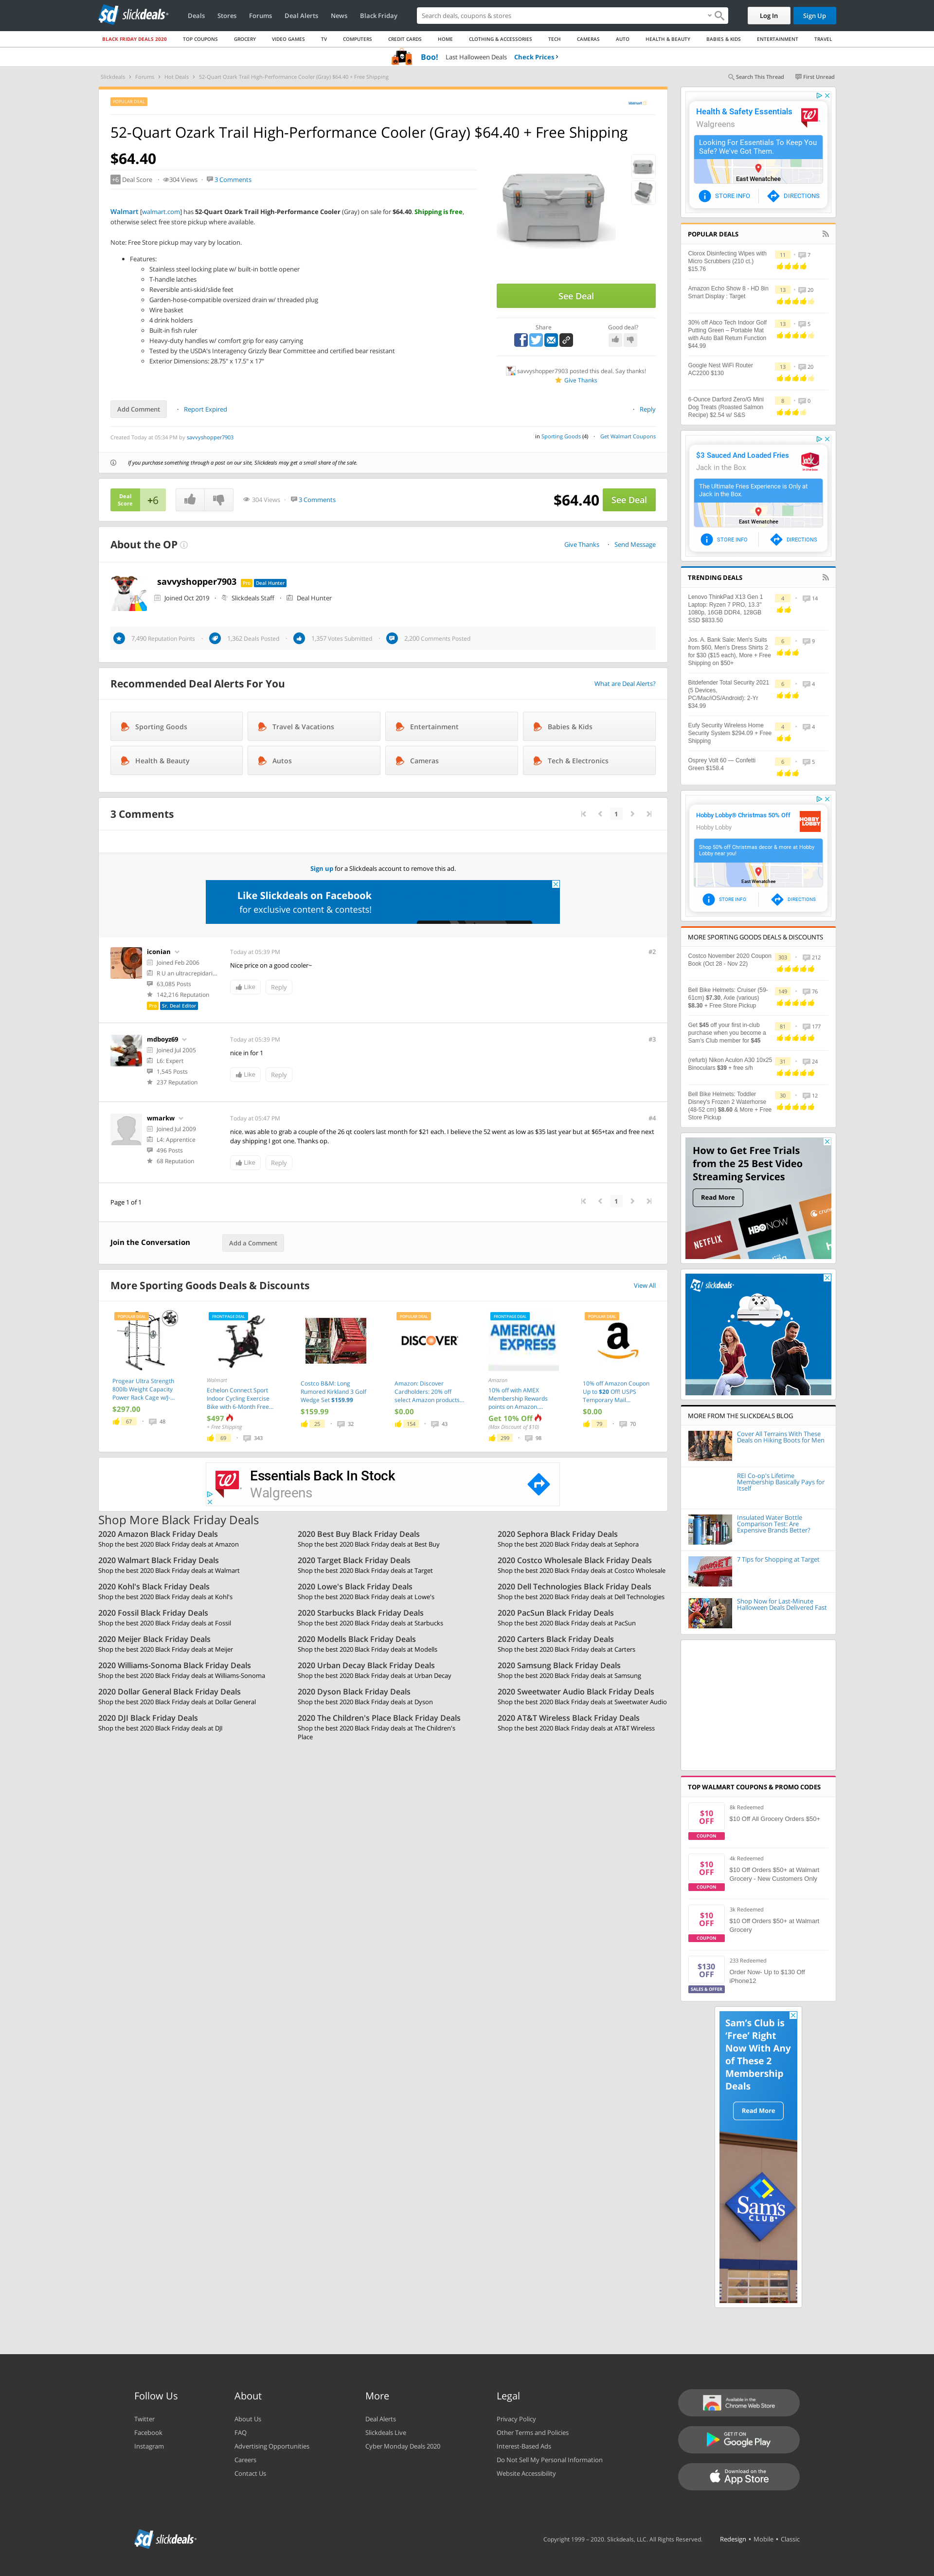 slickdeals
Deals
Stores
Forums
Deal Alerts
News
Black Friday
Search deals, coupons & stores
Log In
Sign Up
BLACK FRIDAY DEALS 2020
TOP COUPONS
GROCERY
VIDEO GAMES
TV
COMPUTERS
CREDIT CARDS
HOME
CLOTHING & ACCESSORIES
TECH
CAMERAS
AUTO
HEALTH & BEAUTY
BABIES & KIDS
ENTERTAINMENT
TRAVEL
Boo! Last Halloween Deals Check Prices ›
Slickdeals › Forums › Hot Deals › 52-Quart Ozark Trail High-Performance Cooler (Gray) $64.40 + Free Shipping
Search This Thread
First Unread
POPULAR DEAL
Walmart
52-Quart Ozark Trail High-Performance Cooler (Gray) $64.40 + Free Shipping
$64.40
+6 Deal Score
304 Views
3 Comments
Walmart [walmart.com] has 52-Quart Ozark Trail High-Performance Cooler (Gray) on sale for $64.40. Shipping is free,
otherwise select free store pickup where available.
Note: Free Store pickup may vary by location.
Features:
Stainless steel locking plate w/ built-in bottle opener
T-handle latches
Reversible anti-skid/slide feet
Garden-hose-compatible oversized drain w/ threaded plug
Wire basket
4 drink holders
Built-in fish ruler
Heavy-duty handles w/ comfort grip for easy carrying
Tested by the USDA's Interagency Grizzly Bear Committee and certified bear resistant
Exterior Dimensions: 28.75" x 17.5" x 17"
See Deal
Share
Good deal?
savvyshopper7903 posted this deal. Say thanks!
Give Thanks
Add Comment
Report Expired
Reply
Created Today at 05:34 PM by savvyshopper7903
in Sporting Goods (4)
Get Walmart Coupons
If you purchase something through a post on our site, Slickdeals may get a small share of the sale.
Deal Score
+6
304 Views
3 Comments
$64.40
See Deal
About the OP
Give Thanks
Send Message
savvyshopper7903 Pro Deal Hunter
Joined Oct 2019
Slickdeals Staff
Deal Hunter
7,490 Reputation Points
1,362 Deals Posted
1,357 Votes Submitted
2,200 Comments Posted
Recommended Deal Alerts For You
What are Deal Alerts?
Sporting Goods
Travel & Vacations
Entertainment
Babies & Kids
Health & Beauty
Autos
Cameras
Tech & Electronics
3 Comments
1
Sign up for a Slickdeals account to remove this ad.
Like Slickdeals on Facebook
for exclusive content & contests!
iconian
Joined Feb 2006
R U an ultracrepidari...
63,085 Posts
142,216 Reputation
Pro Sr. Deal Editor
Today at 05:39 PM
#2
Nice price on a good cooler~
Like
Reply
mdboyz69
Joined Jul 2005
L6: Expert
1,545 Posts
237 Reputation
Today at 05:39 PM
#3
nice in for 1
Like
Reply
wmarkw
Joined Jul 2009
L4: Apprentice
496 Posts
68 Reputation
Today at 05:47 PM
#4
nice. was able to grab a couple of the 26 qt coolers last month for $21 each. I believe the 52 went as low as $35 last year but at $65+tax and free next
day shipping I got one. Thanks op.
Like
Reply
Page 1 of 1
1
Join the Conversation
Add a Comment
More Sporting Goods Deals & Discounts
View All
POPULAR DEAL
Progear Ultra Strength
800lb Weight Capacity
Power Rack Cage w/J-...
$297.00
67
48
FRONTPAGE DEAL
Walmart
Echelon Connect Sport
Indoor Cycling Exercise
Bike with 6-Month Free...
$497
+ Free Shipping
69
343
Costco B&M: Long
Rumored Kirkland 3 Golf
Wedge Set $159.99
$159.99
25
32
POPULAR DEAL
DISCOVER
Amazon: Discover
Cardholders: 20% off
select Amazon products...
$0.00
154
43
FRONTPAGE DEAL
AMERICAN
EXPRESS
Amazon
10% off with AMEX
Membership Rewards
points on Amazon....
Get 10% Off
(Max Discount of $10)
299
98
POPULAR DEAL
a
10% off Amazon Coupon
Up to $20 Off! USPS
Temporary Mail...
$0.00
79
70
Essentials Back In Stock
Walgreens
Shop More Black Friday Deals
2020 Amazon Black Friday Deals
Shop the best 2020 Black Friday deals at Amazon
2020 Walmart Black Friday Deals
Shop the best 2020 Black Friday deals at Walmart
2020 Kohl's Black Friday Deals
Shop the best 2020 Black Friday deals at Kohl's
2020 Fossil Black Friday Deals
Shop the best 2020 Black Friday deals at Fossil
2020 Meijer Black Friday Deals
Shop the best 2020 Black Friday deals at Meijer
2020 Williams-Sonoma Black Friday Deals
Shop the best 2020 Black Friday deals at Williams-Sonoma
2020 Dollar General Black Friday Deals
Shop the best 2020 Black Friday deals at Dollar General
2020 DJI Black Friday Deals
Shop the best 2020 Black Friday deals at DJI
2020 Best Buy Black Friday Deals
Shop the best 2020 Black Friday deals at Best Buy
2020 Target Black Friday Deals
Shop the best 2020 Black Friday deals at Target
2020 Lowe's Black Friday Deals
Shop the best 2020 Black Friday deals at Lowe's
2020 Starbucks Black Friday Deals
Shop the best 2020 Black Friday deals at Starbucks
2020 Modells Black Friday Deals
Shop the best 2020 Black Friday deals at Modells
2020 Urban Decay Black Friday Deals
Shop the best 2020 Black Friday deals at Urban Decay
2020 Dyson Black Friday Deals
Shop the best 2020 Black Friday deals at Dyson
2020 The Children's Place Black Friday Deals
Shop the best 2020 Black Friday deals at The Children's
Place
2020 Sephora Black Friday Deals
Shop the best 2020 Black Friday deals at Sephora
2020 Costco Wholesale Black Friday Deals
Shop the best 2020 Black Friday deals at Costco Wholesale
2020 Dell Technologies Black Friday Deals
Shop the best 2020 Black Friday deals at Dell Technologies
2020 PacSun Black Friday Deals
Shop the best 2020 Black Friday deals at PacSun
2020 Carters Black Friday Deals
Shop the best 2020 Black Friday deals at Carters
2020 Samsung Black Friday Deals
Shop the best 2020 Black Friday deals at Samsung
2020 Sweetwater Audio Black Friday Deals
Shop the best 2020 Black Friday deals at Sweetwater Audio
2020 AT&T Wireless Black Friday Deals
Shop the best 2020 Black Friday deals at AT&T Wireless
Health & Safety Essentials
Walgreens
Looking For Essentials To Keep You
Safe? We've Got Them.
East Wenatchee
STORE INFO
DIRECTIONS
POPULAR DEALS
Clorox Disinfecting Wipes with
Micro Scrubbers (210 ct.)
$15.76
11
7
Amazon Echo Show 8 - HD 8in
Smart Display : Target
13
20
30% off Abco Tech Indoor Golf
Putting Green – Portable Mat
with Auto Ball Return Function
$44.99
13
5
Google Nest WiFi Router
AC2200 $130
13
20
6-Ounce Darford Zero/G Mini
Dog Treats (Roasted Salmon
Recipe) $2.54 w/ S&S
8
0
$3 Sauced And Loaded Fries
Jack in the Box
The Ultimate Fries Experience is Only at
Jack in the Box.
East Wenatchee
STORE INFO
DIRECTIONS
TRENDING DEALS
Lenovo ThinkPad X13 Gen 1
Laptop: Ryzen 7 PRO, 13.3"
1080p, 16GB DDR4, 128GB
SSD $833.50
4
14
Jos. A. Bank Sale: Men's Suits
from $60, Men's Dress Shirts 2
for $30 ($15 each), More + Free
Shipping on $50+
6
9
Bitdefender Total Security 2021
(5 Devices,
PC/Mac/iOS/Android): 2-Yr
$34.99
6
4
Eufy Security Wireless Home
Security System $294.09 + Free
Shipping
4
4
Osprey Volt 60 — Confetti
Green $158.4
6
5
Hobby Lobby® Christmas 50% Off
Hobby Lobby
HOBBY
LOBBY
Shop 50% off Christmas decor & more at Hobby
Lobby near you!
East Wenatchee
STORE INFO
DIRECTIONS
MORE SPORTING GOODS DEALS & DISCOUNTS
Costco November 2020 Coupon
Book (Oct 28 - Nov 22)
303
212
Bell Bike Helmets: Cruiser (59-
61cm) $7.30, Axle (various)
$8.30 + Free Store Pickup
149
76
Get $45 off your first in-club
purchase when you become a
Sam's Club member for $45
81
177
(refurb) Nikon Aculon A30 10x25
Binoculars $39 + free s/h
31
24
Bell Bike Helmets: Toddler
Disney's Frozen 2 Waterhorse
(48-52 cm) $8.60 & More + Free
Store Pickup
30
12
How to Get Free Trials
from the 25 Best Video
Streaming Services
Read More
NETFLIX
HBO NOW
slickdeals
MORE FROM THE SLICKDEALS BLOG
Cover All Terrains With These
Deals on Hiking Boots for Men
REI Co-op's Lifetime
Membership Basically Pays for
Itself
Insulated Water Bottle
Comparison Test: Are
Expensive Brands Better?
7 Tips for Shopping at Target
Shop Now for Last-Minute
Halloween Deals Delivered Fast
TOP WALMART COUPONS & PROMO CODES
$10
OFF
COUPON
8k Redeemed
$10 Off All Grocery Orders $50+
$10
OFF
COUPON
4k Redeemed
$10 Off Orders $50+ at Walmart
Grocery - New Customers Only
$10
OFF
COUPON
3k Redeemed
$10 Off Orders $50+ at Walmart
Grocery
$130
OFF
SALES & OFFER
233 Redeemed
Order Now- Up to $130 Off
iPhone12
Sam's Club is
'Free' Right
Now With Any
of These 2
Membership
Deals
Read More
Sam's
CLUB
Follow Us
Twitter
Facebook
Instagram
About
About Us
FAQ
Advertising Opportunities
Careers
Contact Us
More
Deal Alerts
Slickdeals Live
Cyber Monday Deals 2020
Legal
Privacy Policy
Other Terms and Policies
Interest-Based Ads
Do Not Sell My Personal Information
Website Accessibility
Available in the
Chrome Web Store
GET IT ON
Google Play
Download on the
App Store
slickdeals
Copyright 1999 - 2020. Slickdeals, LLC. All Rights Reserved.
Redesign • Mobile • Classic